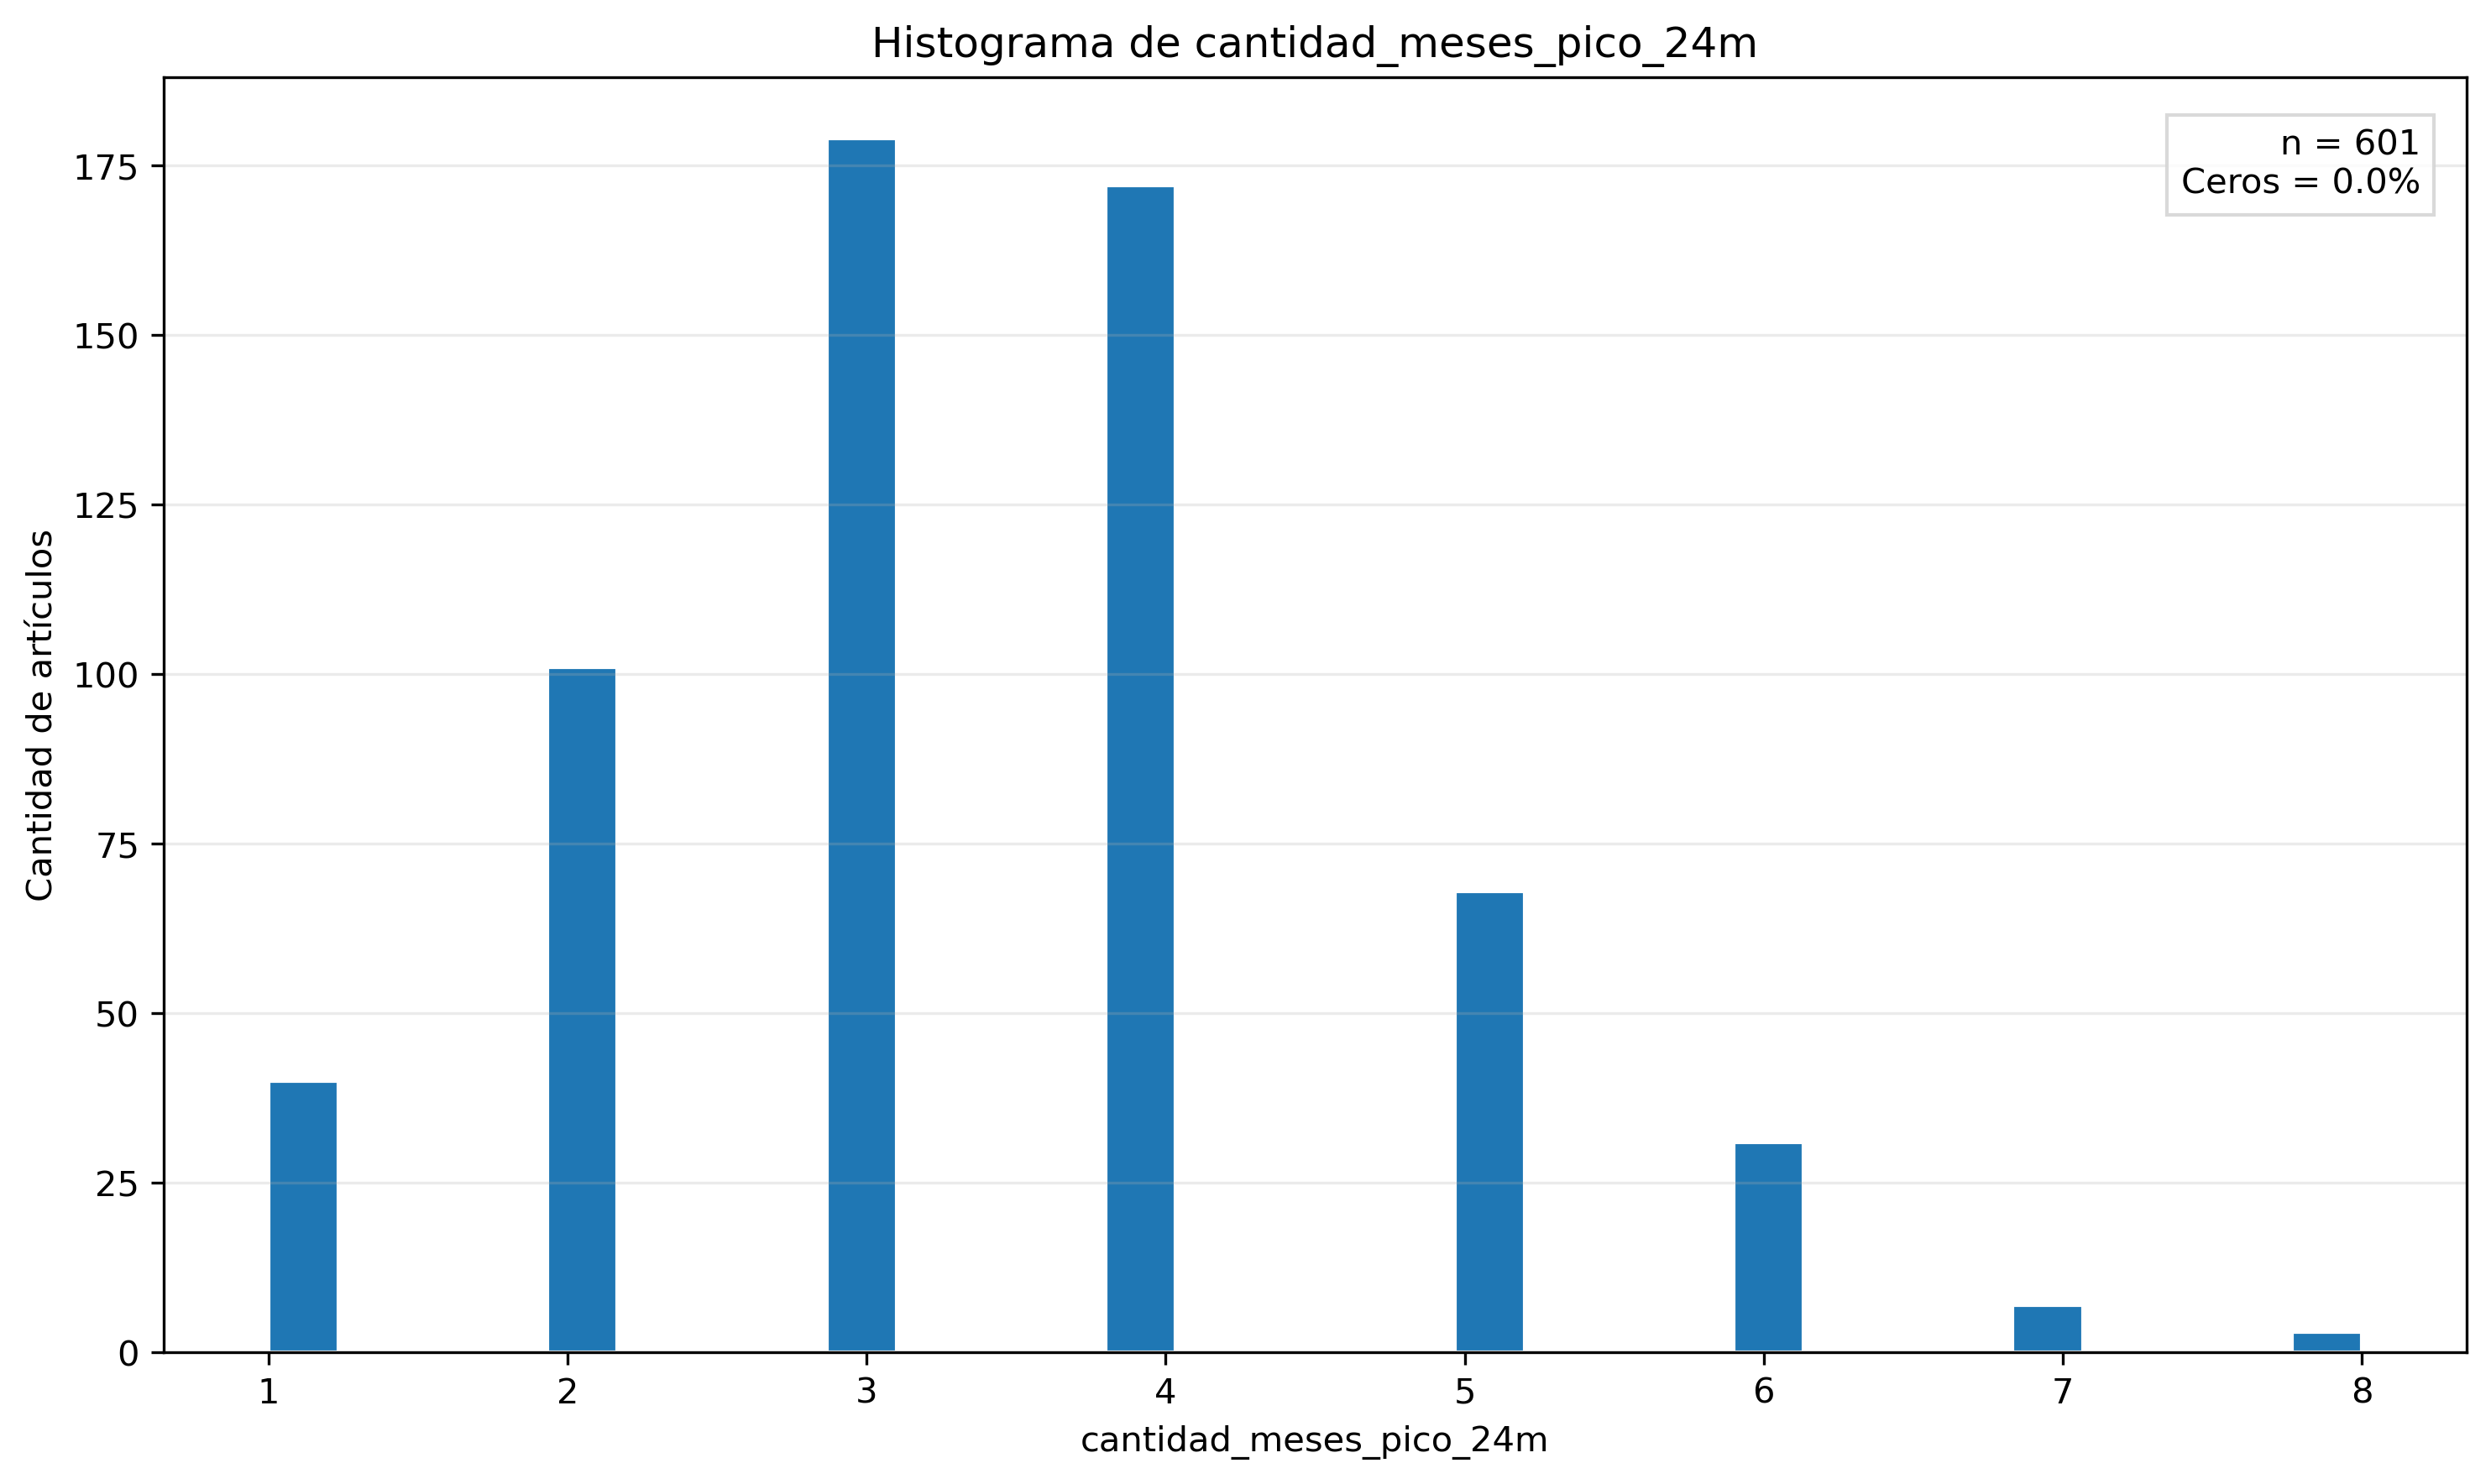 Histograma de cantidad_meses_pico_24m
n = 601
Ceros = 0.0%
Cantidad de artículos
175
150
125
100
75
50
25
0
1 2 3 4 5 6 7 8
cantidad_meses_pico_24m